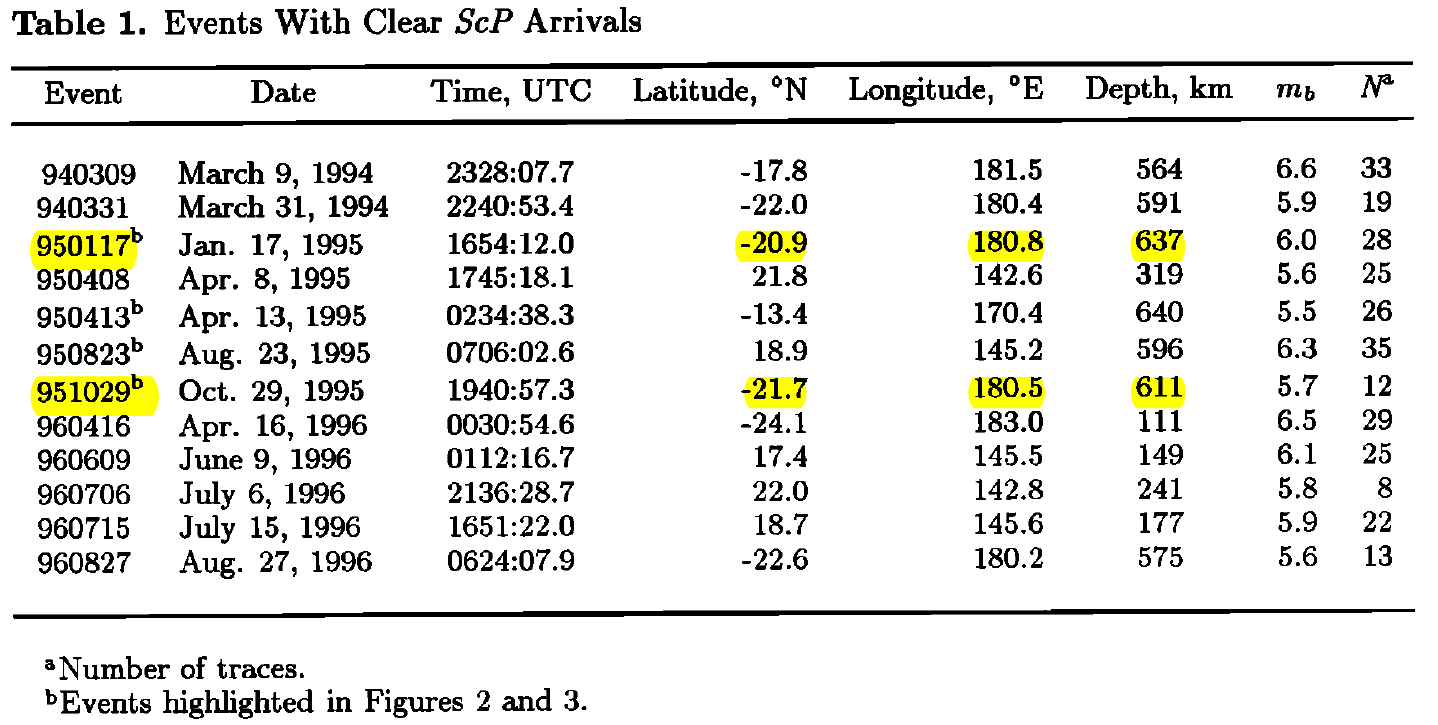 Table 1. Events With Clear ScP Arrivals
Event Date Time, UTC Latitude, °N Longitude, °E Depth, km mb Nª
940309 March 9, 1994 2328:07.7 -17.8 181.5 564 6.6 33
940331 March 31, 1994 2240:53.4 -22.0 180.4 591 5.9 19
950117ᵇ Jan. 17, 1995 1654:12.0 -20.9 180.8 637 6.0 28
950408 Apr. 8, 1995 1745:18.1 21.8 142.6 319 5.6 25
950413ᵇ Apr. 13, 1995 0234:38.3 -13.4 170.4 640 5.5 26
950823ᵇ Aug. 23, 1995 0706:02.6 18.9 145.2 596 6.3 35
951029ᵇ Oct. 29, 1995 1940:57.3 -21.7 180.5 611 5.7 12
960416 Apr. 16, 1996 0030:54.6 -24.1 183.0 111 6.5 29
960609 June 9, 1996 0112:16.7 17.4 145.5 149 6.1 25
960706 July 6, 1996 2136:28.7 22.0 142.8 241 5.8 8
960715 July 15, 1996 1651:22.0 18.7 145.6 177 5.9 22
960827 Aug. 27, 1996 0624:07.9 -22.6 180.2 575 5.6 13
ªNumber of traces.
ᵇEvents highlighted in Figures 2 and 3.